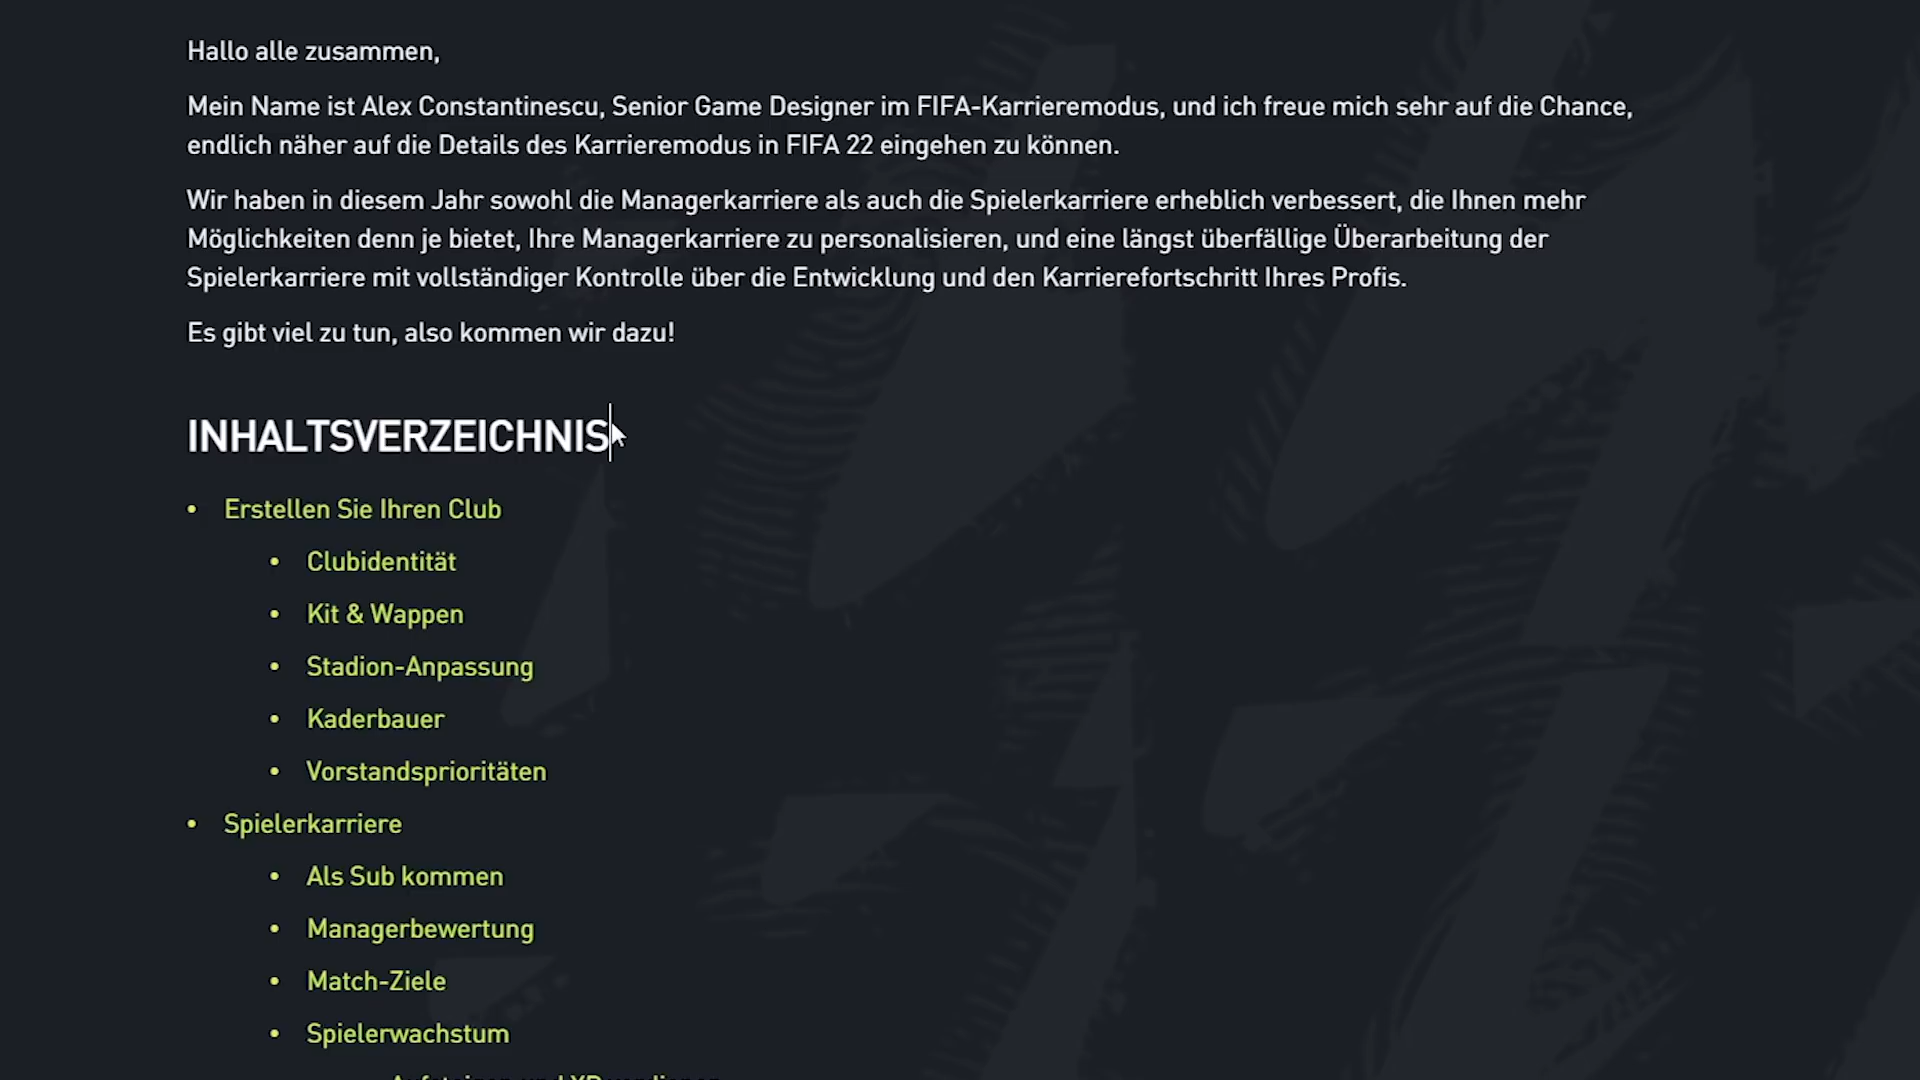 Hallo alle zusammen,
Mein Name ist Alex Constantinescu, Senior Game Designer im FIFA-Karrieremodus, und ich freue mich sehr auf die Chance,
endlich näher auf die Details des Karrieremodus in FIFA 22 eingehen zu können.
Wir haben in diesem Jahr sowohl die Managerkarriere als auch die Spielerkarriere erheblich verbessert, die Ihnen mehr
Möglichkeiten denn je bietet, Ihre Managerkarriere zu personalisieren, und eine längst überfällige Überarbeitung der
Spielerkarriere mit vollständiger Kontrolle über die Entwicklung und den Karrierefortschritt Ihres Profis.
Es gibt viel zu tun, also kommen wir dazu!
INHALTSVERZEICHNIS
• Erstellen Sie Ihren Club
• Clubidentität
• Kit & Wappen
• Stadion-Anpassung
• Kaderbauer
• Vorstandsprioritäten
• Spielerkarriere
• Als Sub kommen
• Managerbewertung
• Match-Ziele
• Spielerwachstum